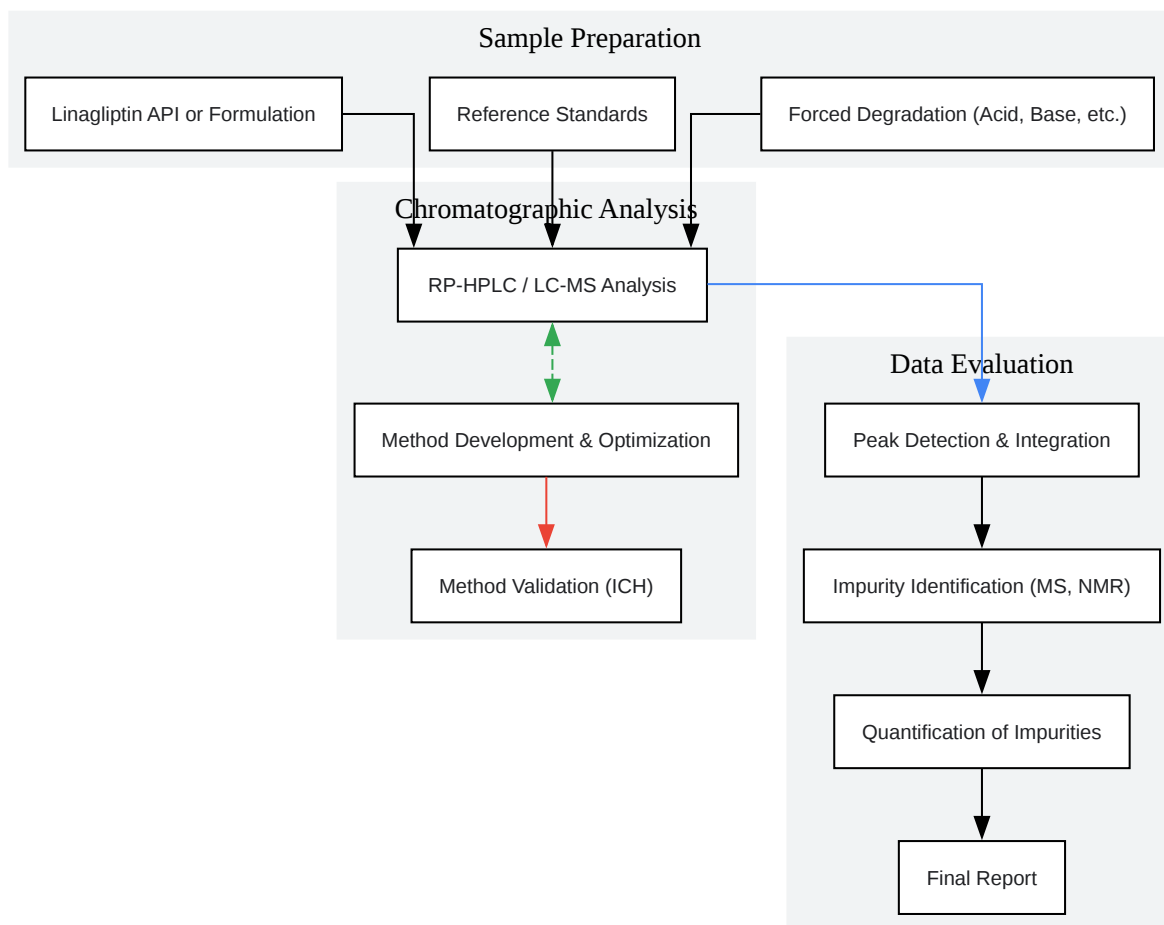 Sample Preparation
Linagliptin API or Formulation
Reference Standards
Forced Degradation (Acid, Base, etc.)
Chromatographic Analysis
RP-HPLC / LC-MS Analysis
Method Development & Optimization
Method Validation (ICH)
Data Evaluation
Peak Detection & Integration
Impurity Identification (MS, NMR)
Quantification of Impurities
Final Report